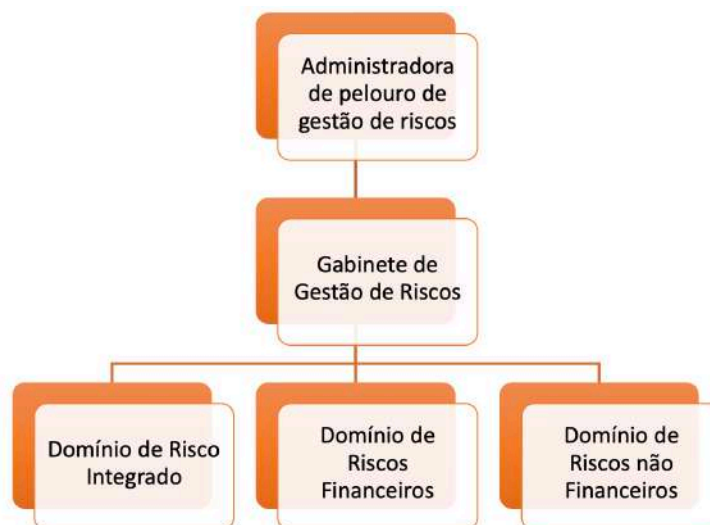 Administradora
de pelouro de
gestão de riscos
Gabinete de
Gestão de Riscos
Domínio de Risco
Integrado
Domínio de
Riscos
Financeiros
Domínio de
Riscos não
Financeiros